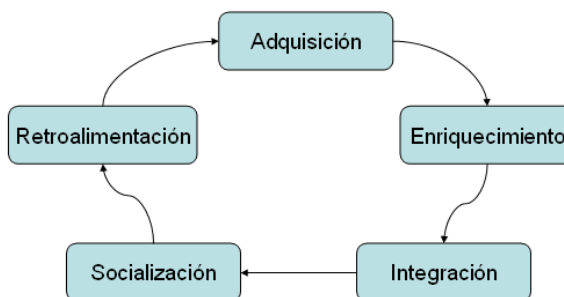 Adquisición
Retroalimentación
Enriquecimiento
Socialización
Integración